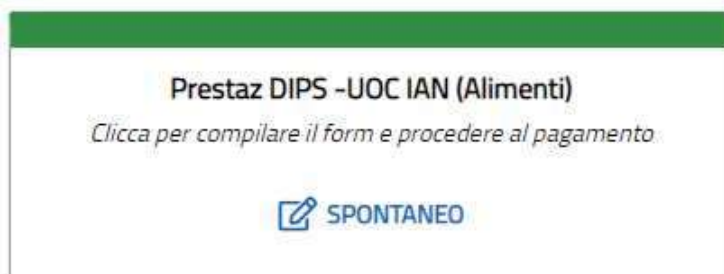 Prestaz DIPS -UOC IAN (Alimenti)
Clicca per compilare il form e procedere al pagamento
SPONTANEO